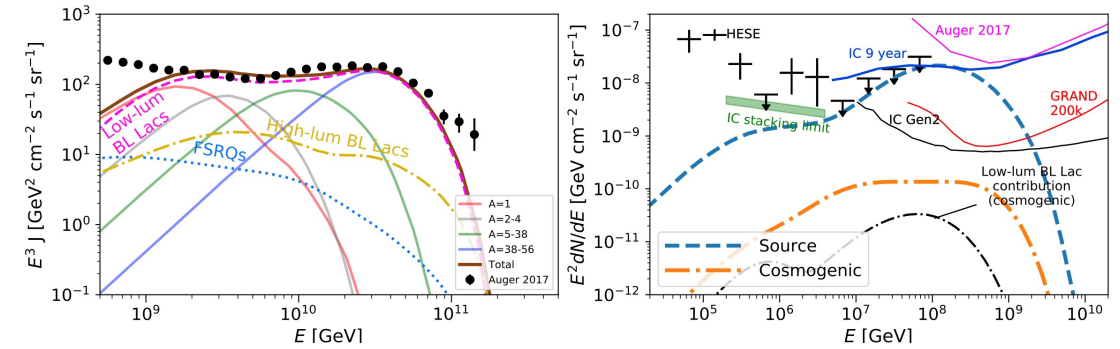 10^3
10^2
10^1
10^0
10^−1
E^3 J [GeV^2 cm^−2 s^−1 sr^−1]
Low-lum
BL Lacs
High-lum BL Lacs
FSRQs
A=1
A=2-4
A=5-38
A=38-56
Total
Auger 2017
10^9
10^10
10^11
E [GeV]
10^−7
10^−8
10^−9
10^−10
10^−11
10^−12
E^2dN/dE [GeV cm^−2 s^−1 sr^−1]
HESE
Auger 2017
IC 9 year
GRAND
200k
IC Gen2
IC stacking limit
Low-lum BL Lac
contribution
(cosmogenic)
Source
Cosmogenic
10^5
10^6
10^7
10^8
10^9
10^10
E [GeV]